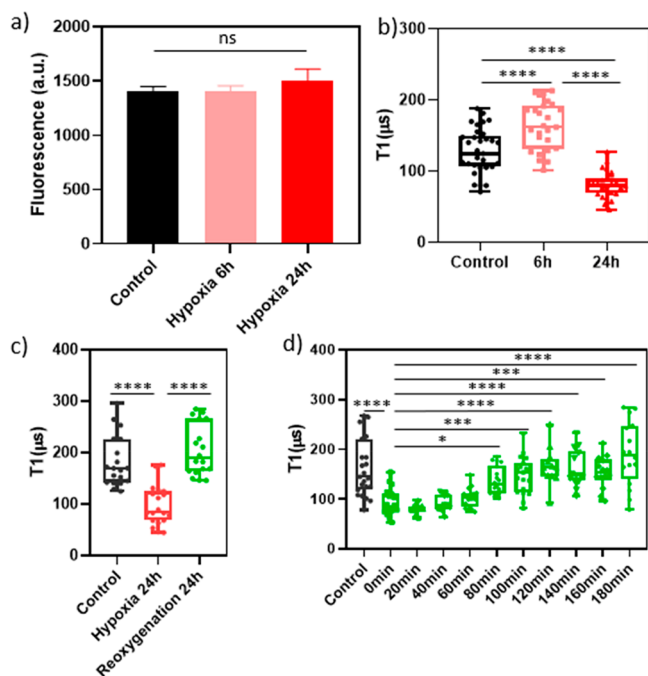 a)
2000
1500
1000
500
0
Fluorescence (a.u.)
ns
Control
Hypoxia 6h
Hypoxia 24h
b)
300
200
100
0
T1(µs)
****
**** ****
Control 6h 24h
c)
400
300
200
100
0
T1(µs)
**** ****
Control
Hypoxia 24h
Reoxygenation 24h
d)
400
300
200
100
0
T1(µs)
****
***
****
**** ****
***
*
Control
0min
20min
40min
60min
80min
100min
120min
140min
160min
180min